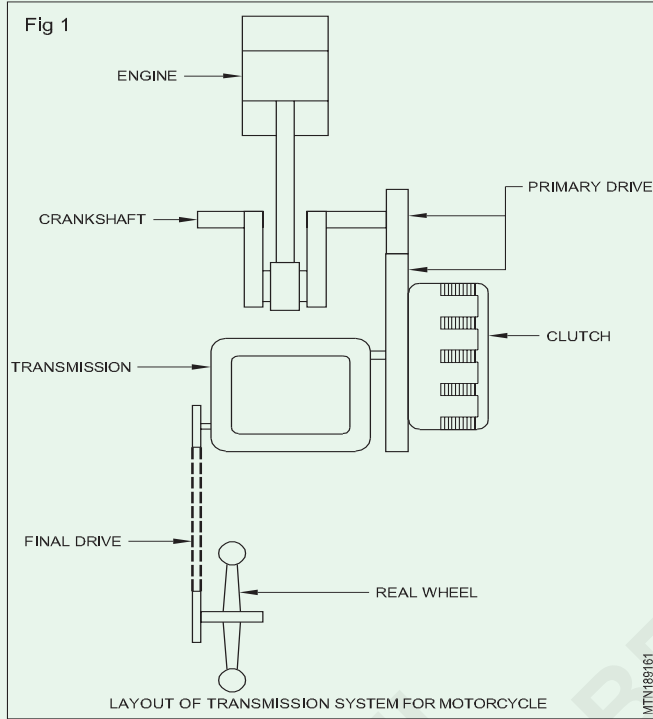 Fig 1
ENGINE
PRIMARY DRIVE
CRANKSHAFT
CLUTCH
TRANSMISSION
FINAL DRIVE
REAL WHEEL
LAYOUT OF TRANSMISSION SYSTEM FOR MOTORCYCLE
MTN189161